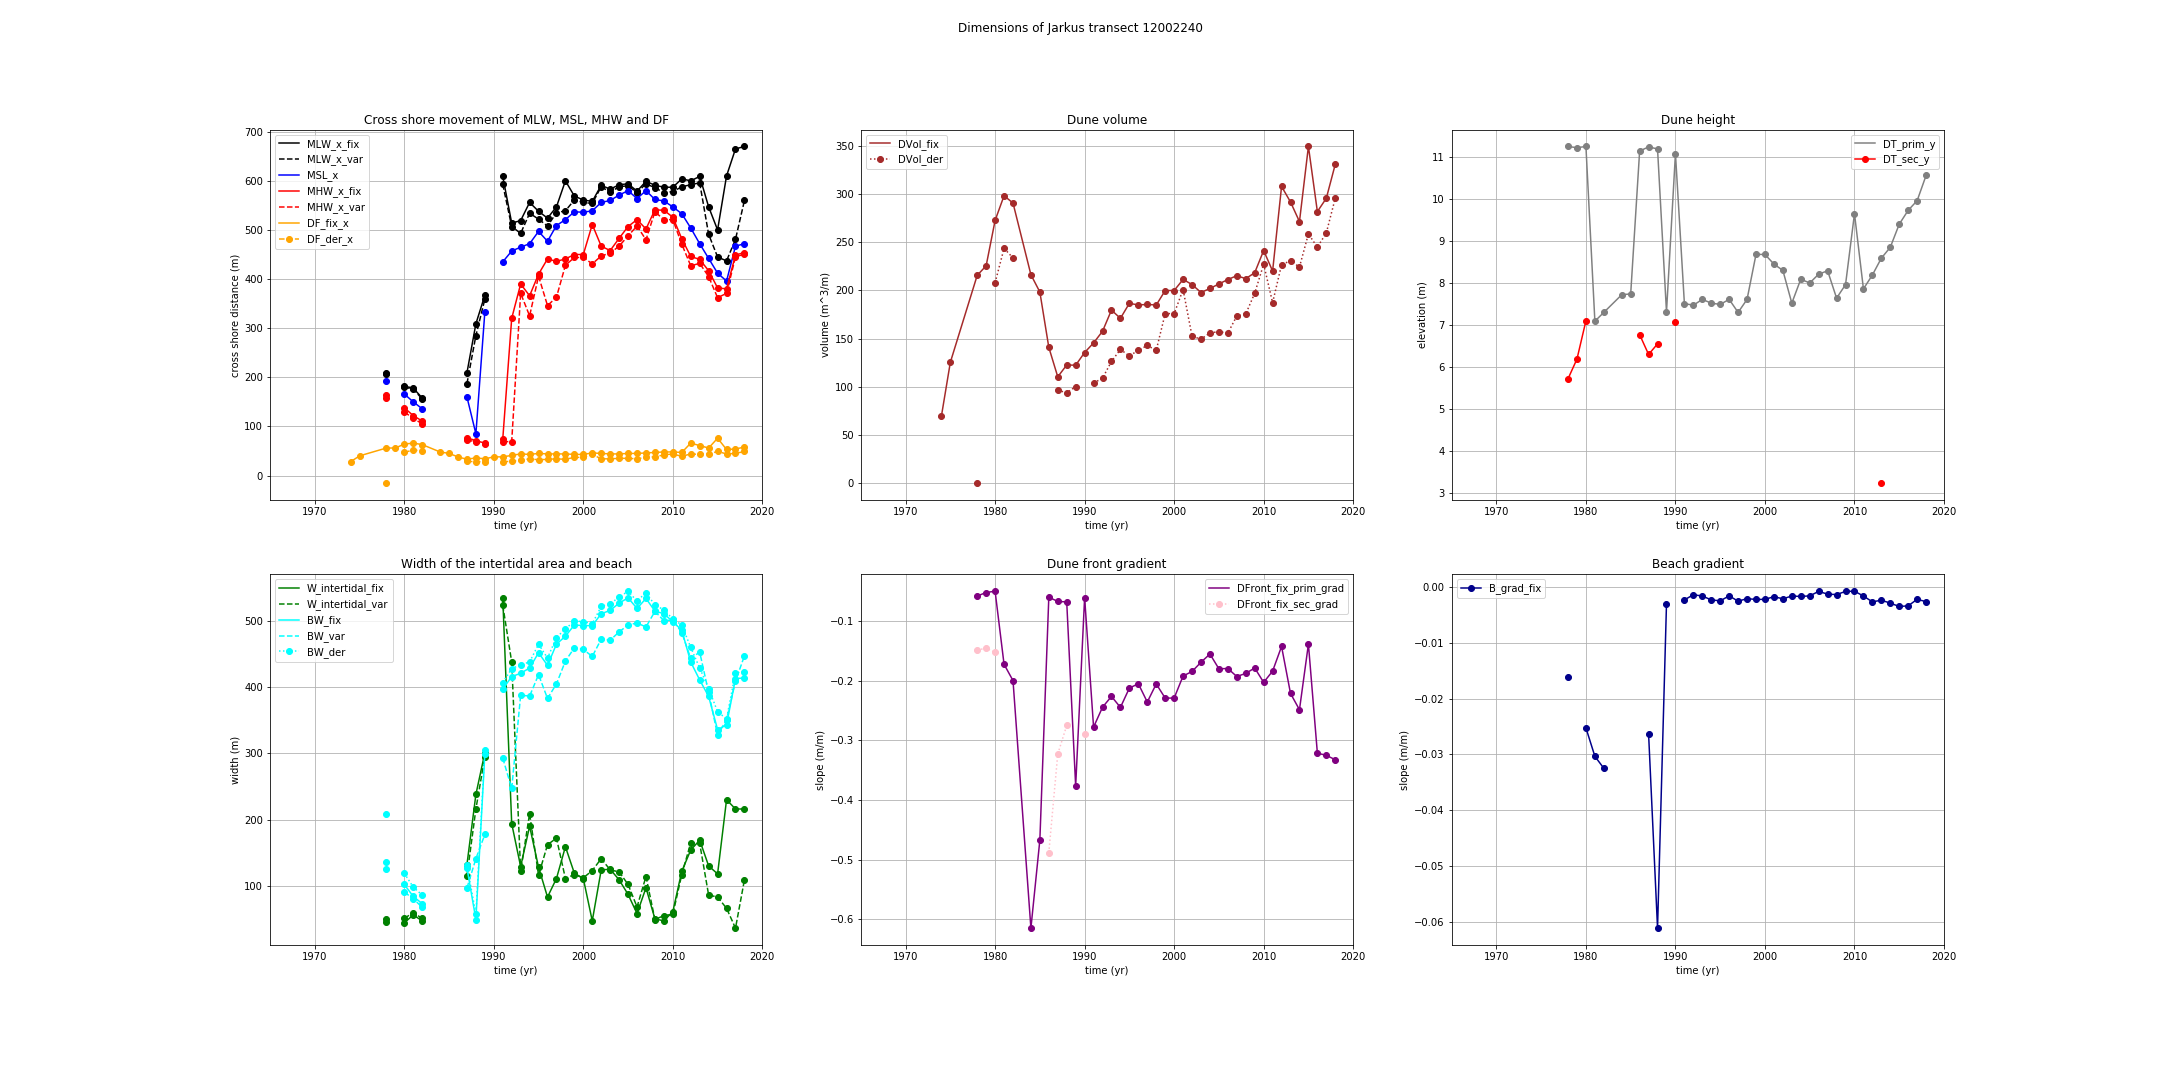 Dimensions of Jarkus transect 12002240
Cross shore movement of MLW, MSL, MHW and DF
700
600
500
400
300
200
100
0
cross shore distance (m)
MLW_x_fix
MLW_x_var
MSL_x
MHW_x_fix
MHW_x_var
DF_fix_x
DF_der_x
1970 1980 1990 2000 2010 2020
time (yr)
Dune volume
350
300
250
200
150
100
50
0
volume (m^3/m)
DVol_fix
DVol_der
1970 1980 1990 2000 2010 2020
time (yr)
Dune height
11
10
9
8
7
6
5
4
3
elevation (m)
DT_prim_y
DT_sec_y
1970 1980 1990 2000 2010 2020
time (yr)
Width of the intertidal area and beach
500
400
300
200
100
width (m)
W_intertidal_fix
W_intertidal_var
BW_fix
BW_var
BW_der
1970 1980 1990 2000 2010 2020
time (yr)
Dune front gradient
−0.1
−0.2
−0.3
−0.4
−0.5
−0.6
slope (m/m)
DFront_fix_prim_grad
DFront_fix_sec_grad
1970 1980 1990 2000 2010 2020
time (yr)
Beach gradient
0.00
−0.01
−0.02
−0.03
−0.04
−0.05
−0.06
slope (m/m)
B_grad_fix
1970 1980 1990 2000 2010 2020
time (yr)